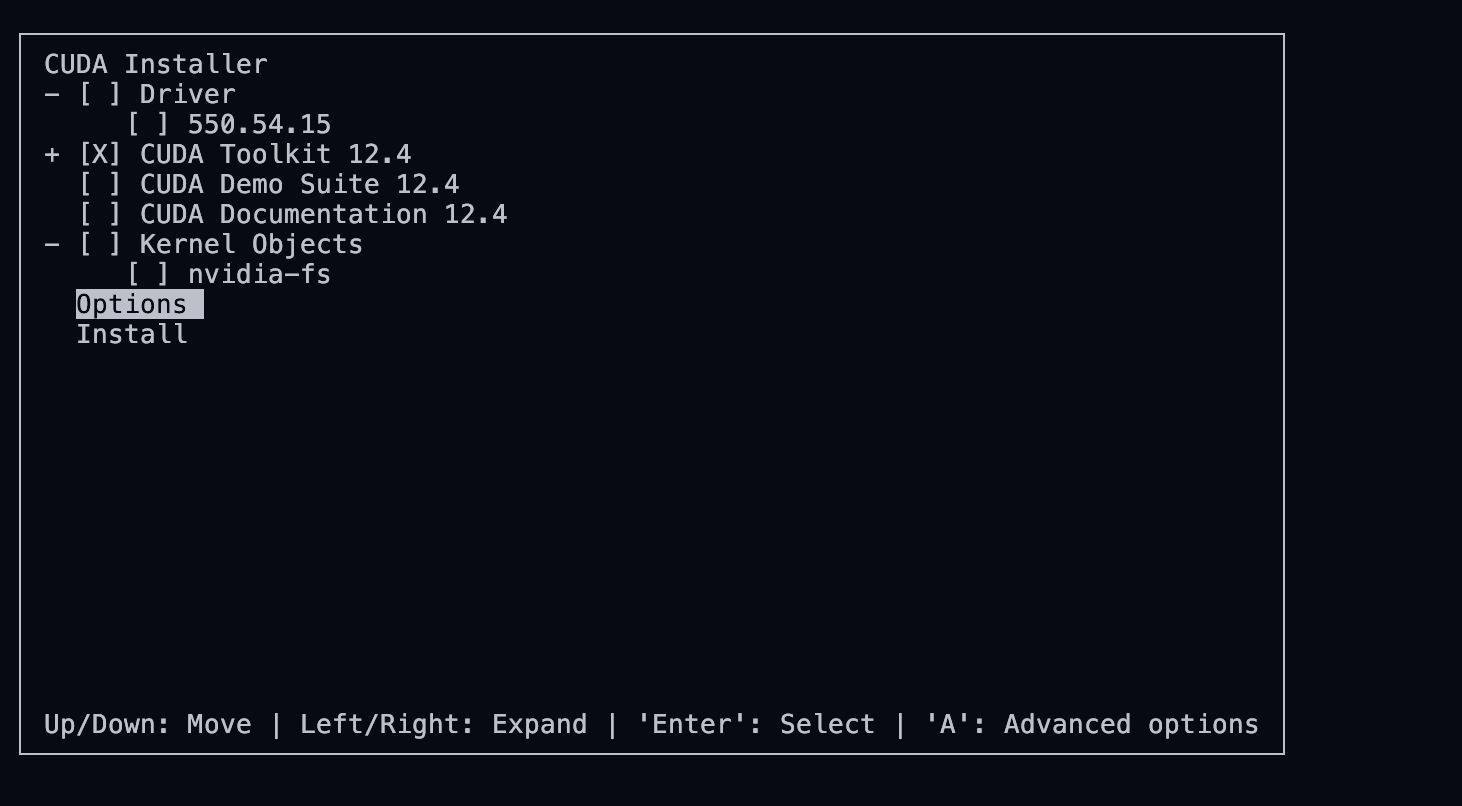 CUDA Installer
- [ ] Driver
     [ ] 550.54.15
+ [X] CUDA Toolkit 12.4
  [ ] CUDA Demo Suite 12.4
  [ ] CUDA Documentation 12.4
- [ ] Kernel Objects
     [ ] nvidia-fs
  Options
  Install
Up/Down: Move | Left/Right: Expand | 'Enter': Select | 'A': Advanced options